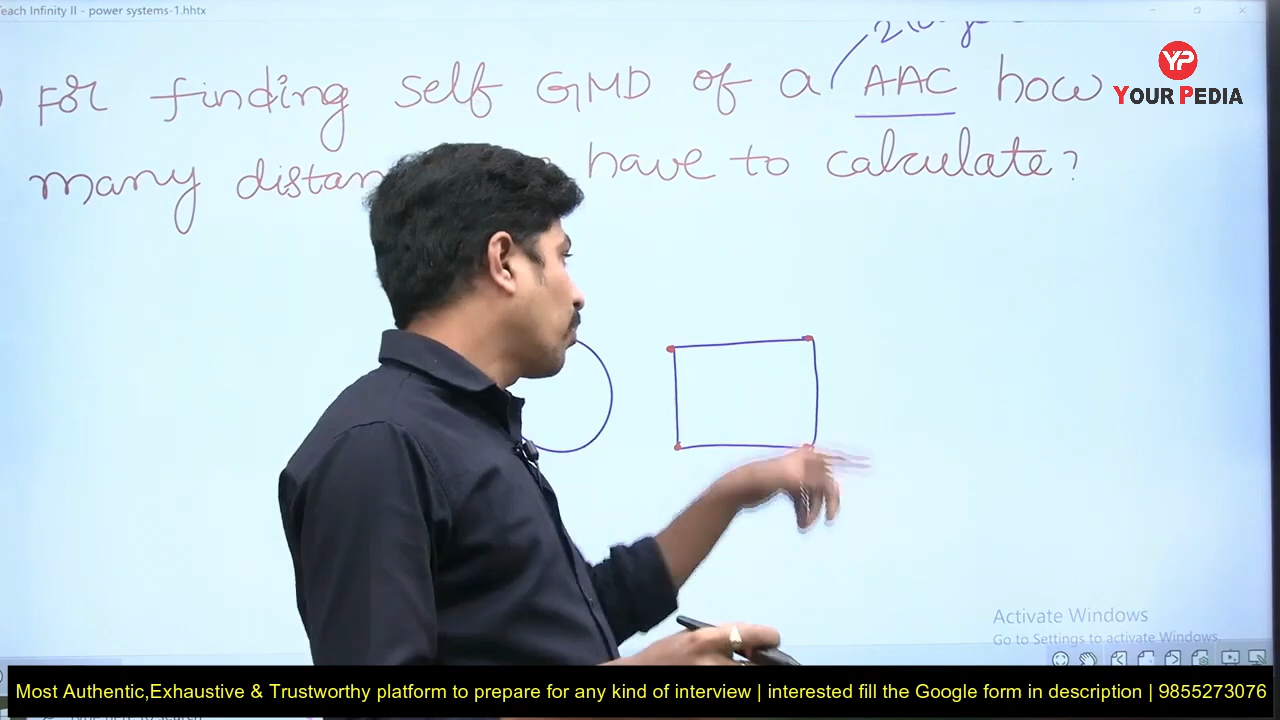 Teach Infinity II - power systems-1.hhtx
YP
YOUR PEDIA
For finding self GMD of a AAC how
many have to calculate?
Activate Windows
Go to Settings to activate Windows.
Most Authentic,Exhaustive & Trustworthy platform to prepare for any kind of interview | interested fill the Google form in description | 9855273076